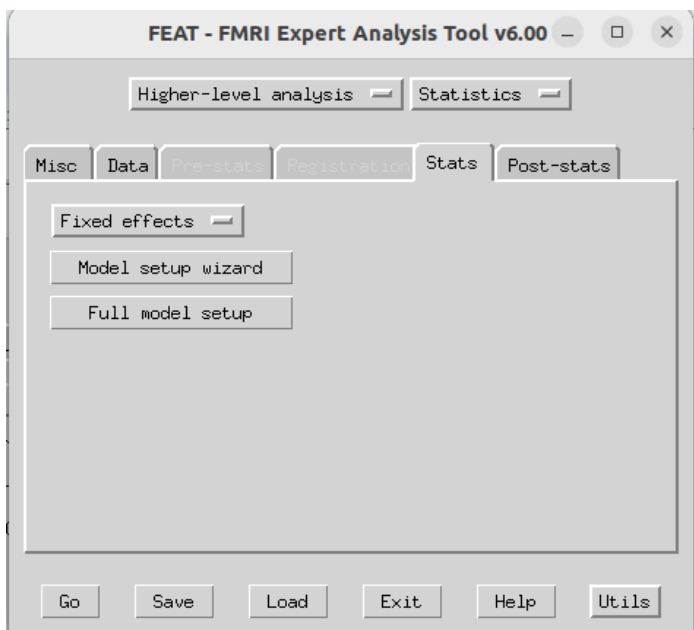 FEAT - FMRI Expert Analysis Tool v6.00
Higher-level analysis Statistics
Misc Data Pre-stats Registration Stats Post-stats
Fixed effects
Model setup wizard
Full model setup
Go Save Load Exit Help Utils